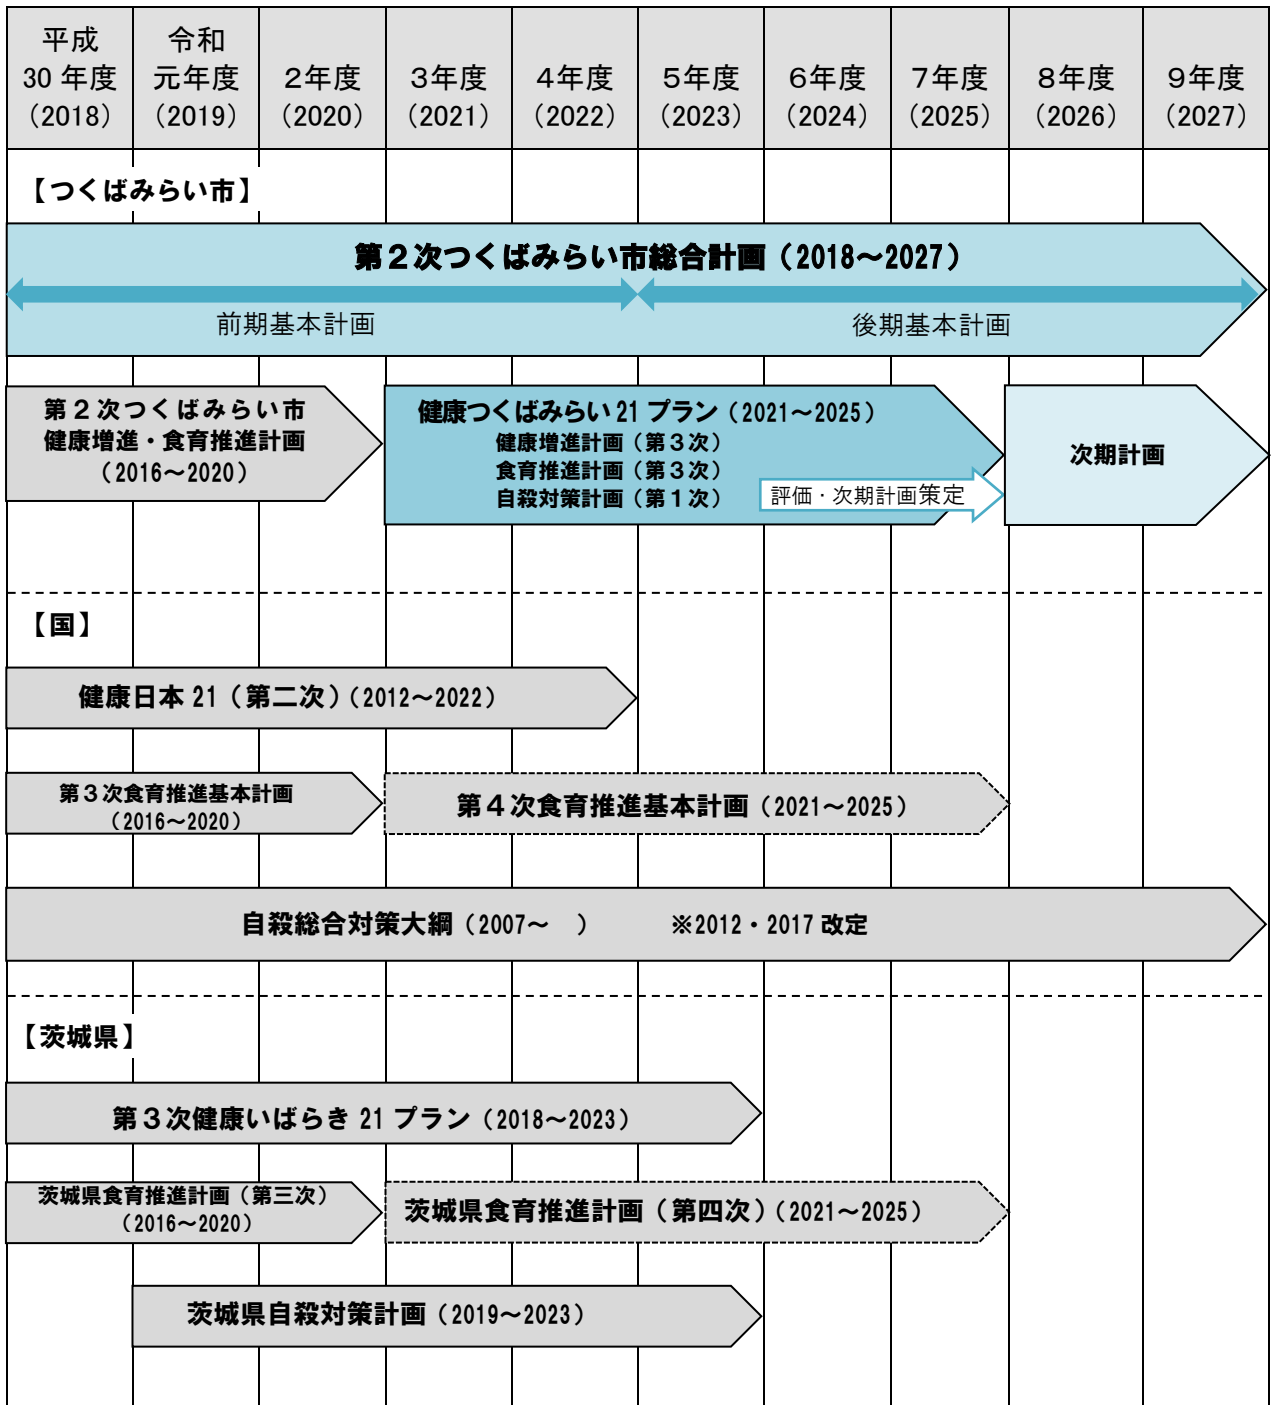 平成
30 年度
（2018）
令和
元年度
（2019）
２年度
（2020）
３年度
（2021）
４年度
（2022）
５年度
（2023）
６年度
（2024）
７年度
（2025）
８年度
（2026）
９年度
（2027）
【つくばみらい市】
第２次つくばみらい市総合計画（2018～2027）
前期基本計画
後期基本計画
第２次つくばみらい市
健康増進・食育推進計画
（2016～2020）
健康つくばみらい 21 プラン（2021～2025）
健康増進計画（第３次）
食育推進計画（第３次）
自殺対策計画（第１次）
評価・次期計画策定
次期計画
【国】
健康日本 21（第二次）（2012～2022）
第３次食育推進基本計画
（2016～2020）
第４次食育推進基本計画（2021～2025）
自殺総合対策大綱（2007～　） ※2012・2017 改定
【茨城県】
第３次健康いばらき 21 プラン（2018～2023）
茨城県食育推進計画（第三次）
（2016～2020）
茨城県食育推進計画（第四次）（2021～2025）
茨城県自殺対策計画（2019～2023）